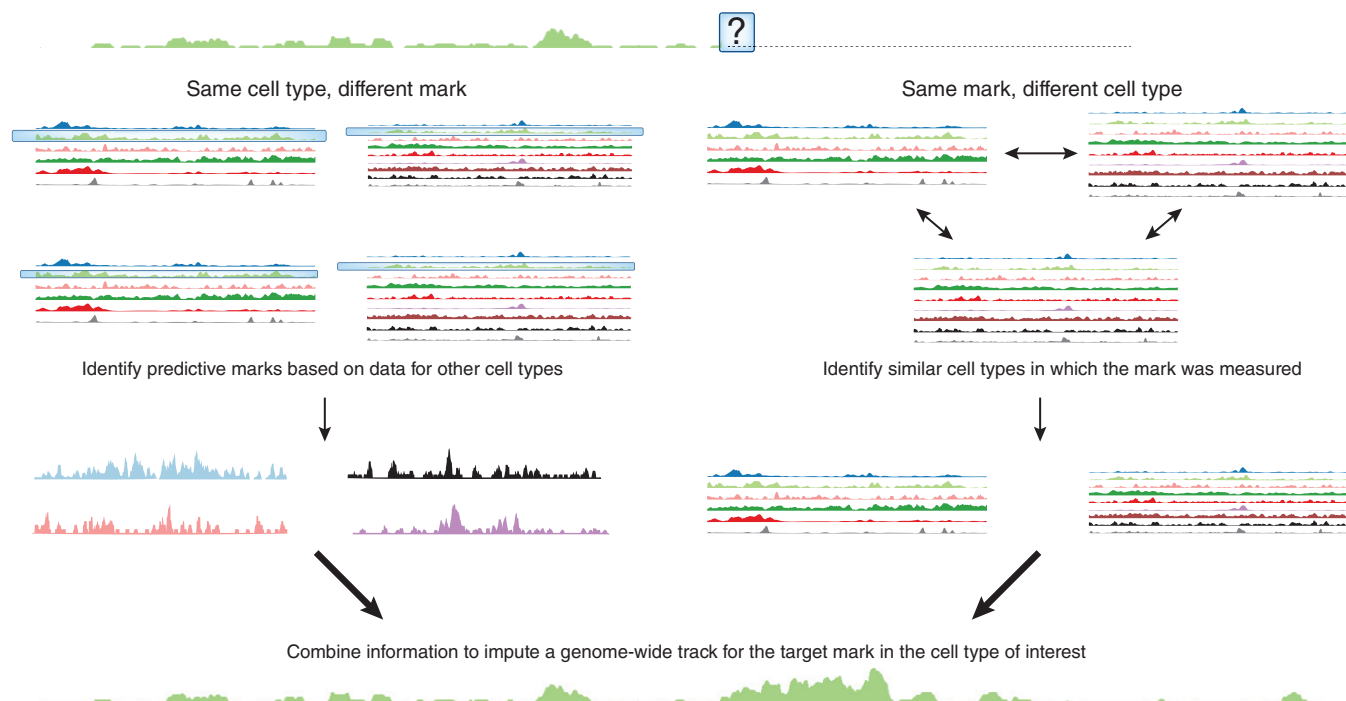 ?
Same cell type, different mark
Same mark, different cell type
Identify predictive marks based on data for other cell types
Identify similar cell types in which the mark was measured
Combine information to impute a genome-wide track for the target mark in the cell type of interest